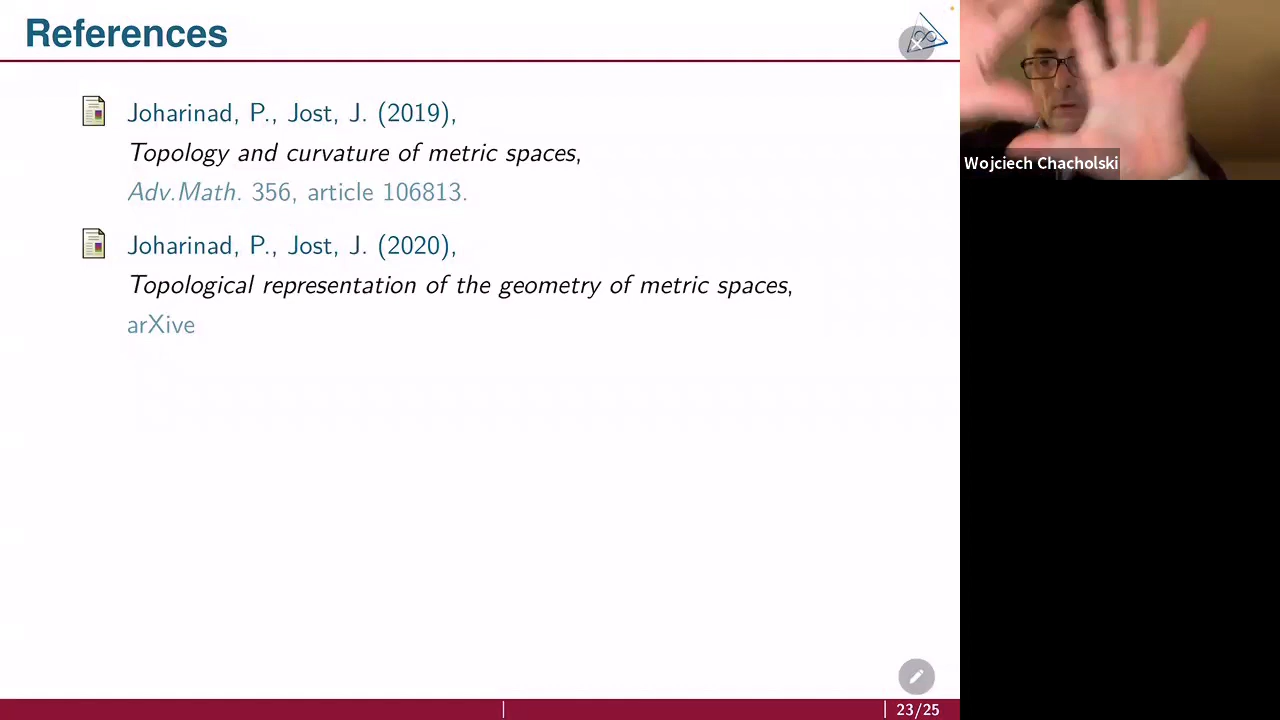 References
Joharinad, P., Jost, J. (2019),
Topology and curvature of metric spaces,
Adv.Math. 356, article 106813.
Joharinad, P., Jost, J. (2020),
Topological representation of the geometry of metric spaces,
arXive
23/25
Wojciech Chacholski